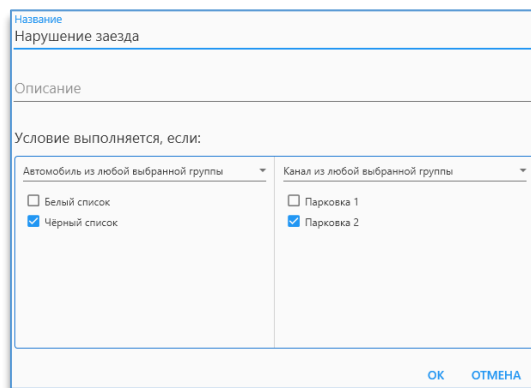 Название
Нарушение заезда
Описание
Условие выполняется, если:
Автомобиль из любой выбранной группы
Белый список
Чёрный список
Канал из любой выбранной группы
Парковка 1
Парковка 2
ОК ОТМЕНА